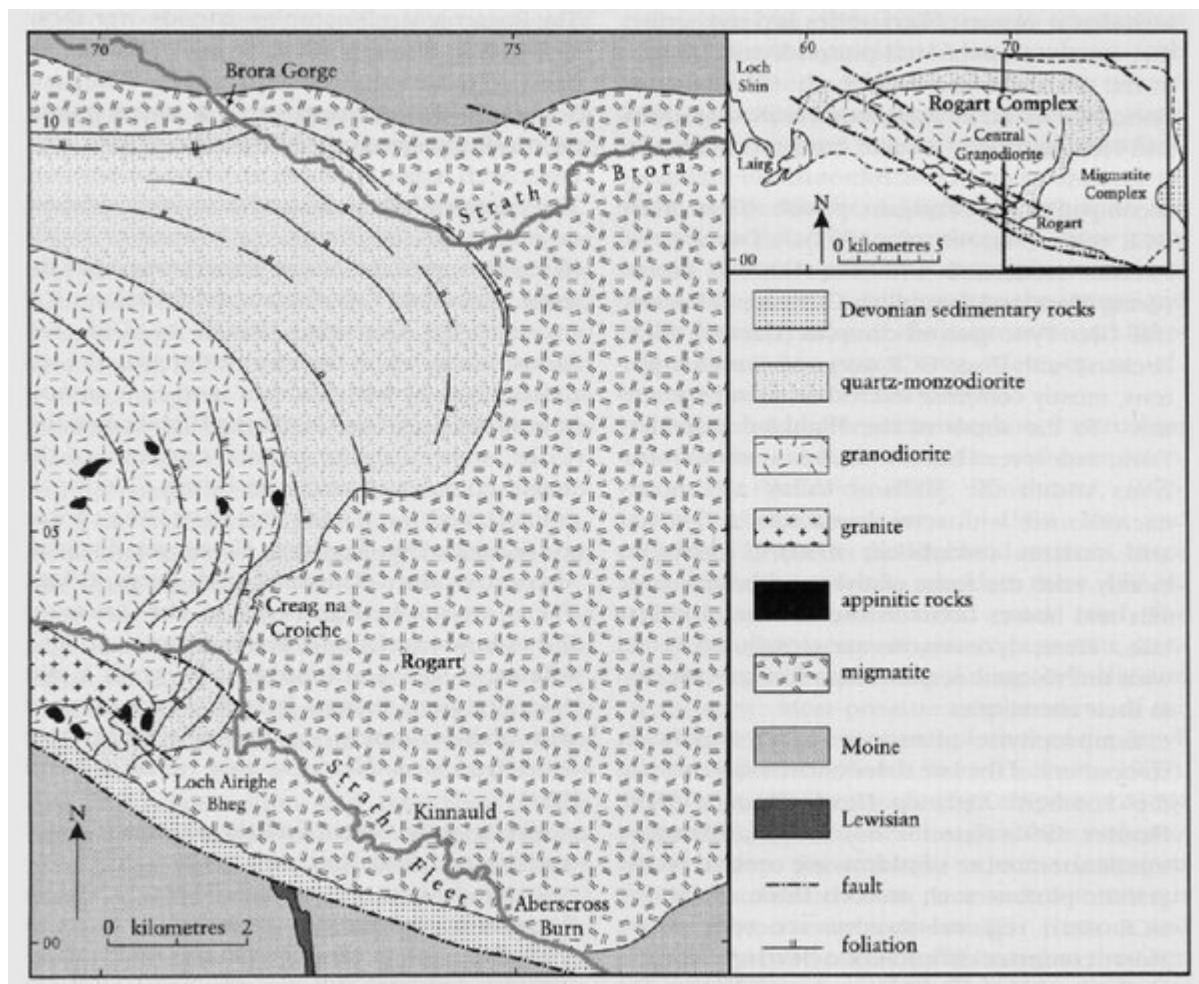 70
75
Brora Gorge
10
Strath Brora
05
Creag na
Croiche
Rogart
Loch Airighe
Bheg
Strath Fleet
Kinnauld
Aberscross
Burn
N
00
0 kilometres 2
60
70
Loch
Shin
Rogart Complex
Central
Granodiorite
Lairg
Migmatite
Complex
N
Rogart
0 kilometres 5
00
Devonian sedimentary rocks
quartz-monzodiorite
granodiorite
granite
appinitic rocks
migmatite
Moine
Lewisian
fault
foliation